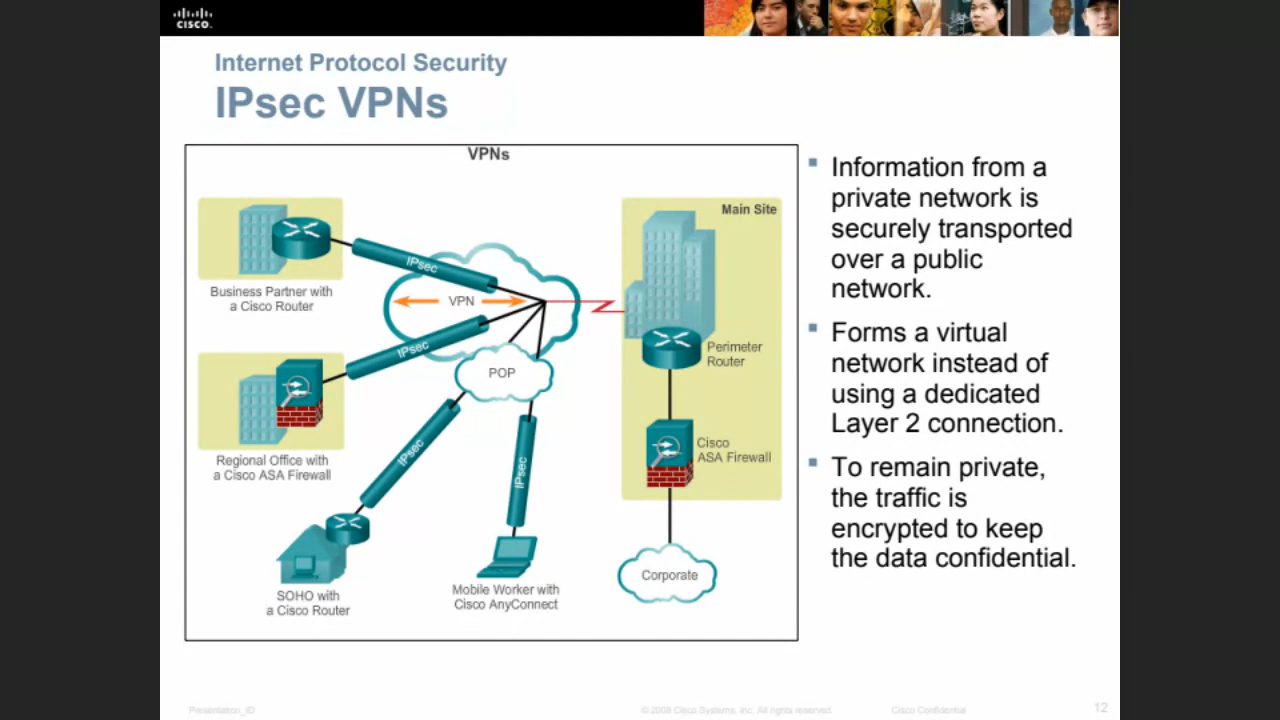 CISCO.
Internet Protocol Security
IPsec VPNs
VPNs
Main Site
IPsec
Business Partner with
a Cisco Router
VPN
IPsec
Perimeter
Router
POP
Regional Office with
a Cisco ASA Firewall
IPsec
IPsec
Cisco
ASA Firewall
SOHO with
a Cisco Router
Mobile Worker with
Cisco AnyConnect
Corporate
Information from a
private network is
securely transported
over a public
network.
Forms a virtual
network instead of
using a dedicated
Layer 2 connection.
To remain private,
the traffic is
encrypted to keep
the data confidential.
Presentation_ID
© 2008 Cisco Systems, Inc. All rights reserved.
Cisco Confidential
12